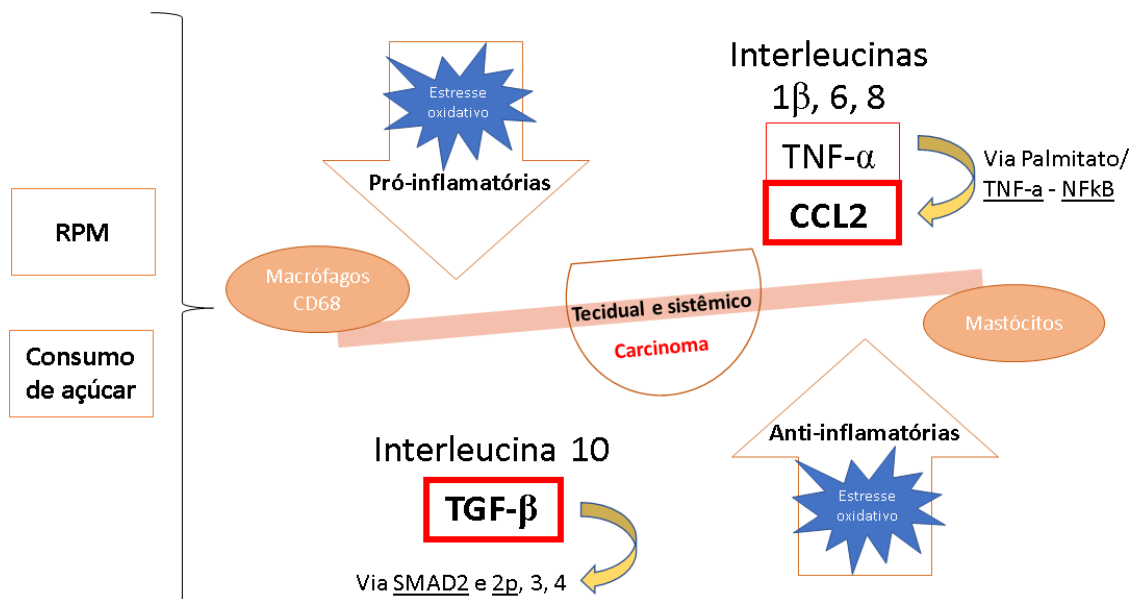 RPM
Consumo
de açúcar
Estresse
oxidativo
Pró-inflamatórias
Interleucinas
1β, 6, 8
TNF-α
CCL2
Via Palmitato/
TNF-a - NFkB
Macrófagos
CD68
Tecidual e sistêmico
Carcinoma
Mastócitos
Interleucina 10
TGF-β
Via SMAD2 e 2p, 3, 4
Anti-inflamatórias
Estresse
oxidativo